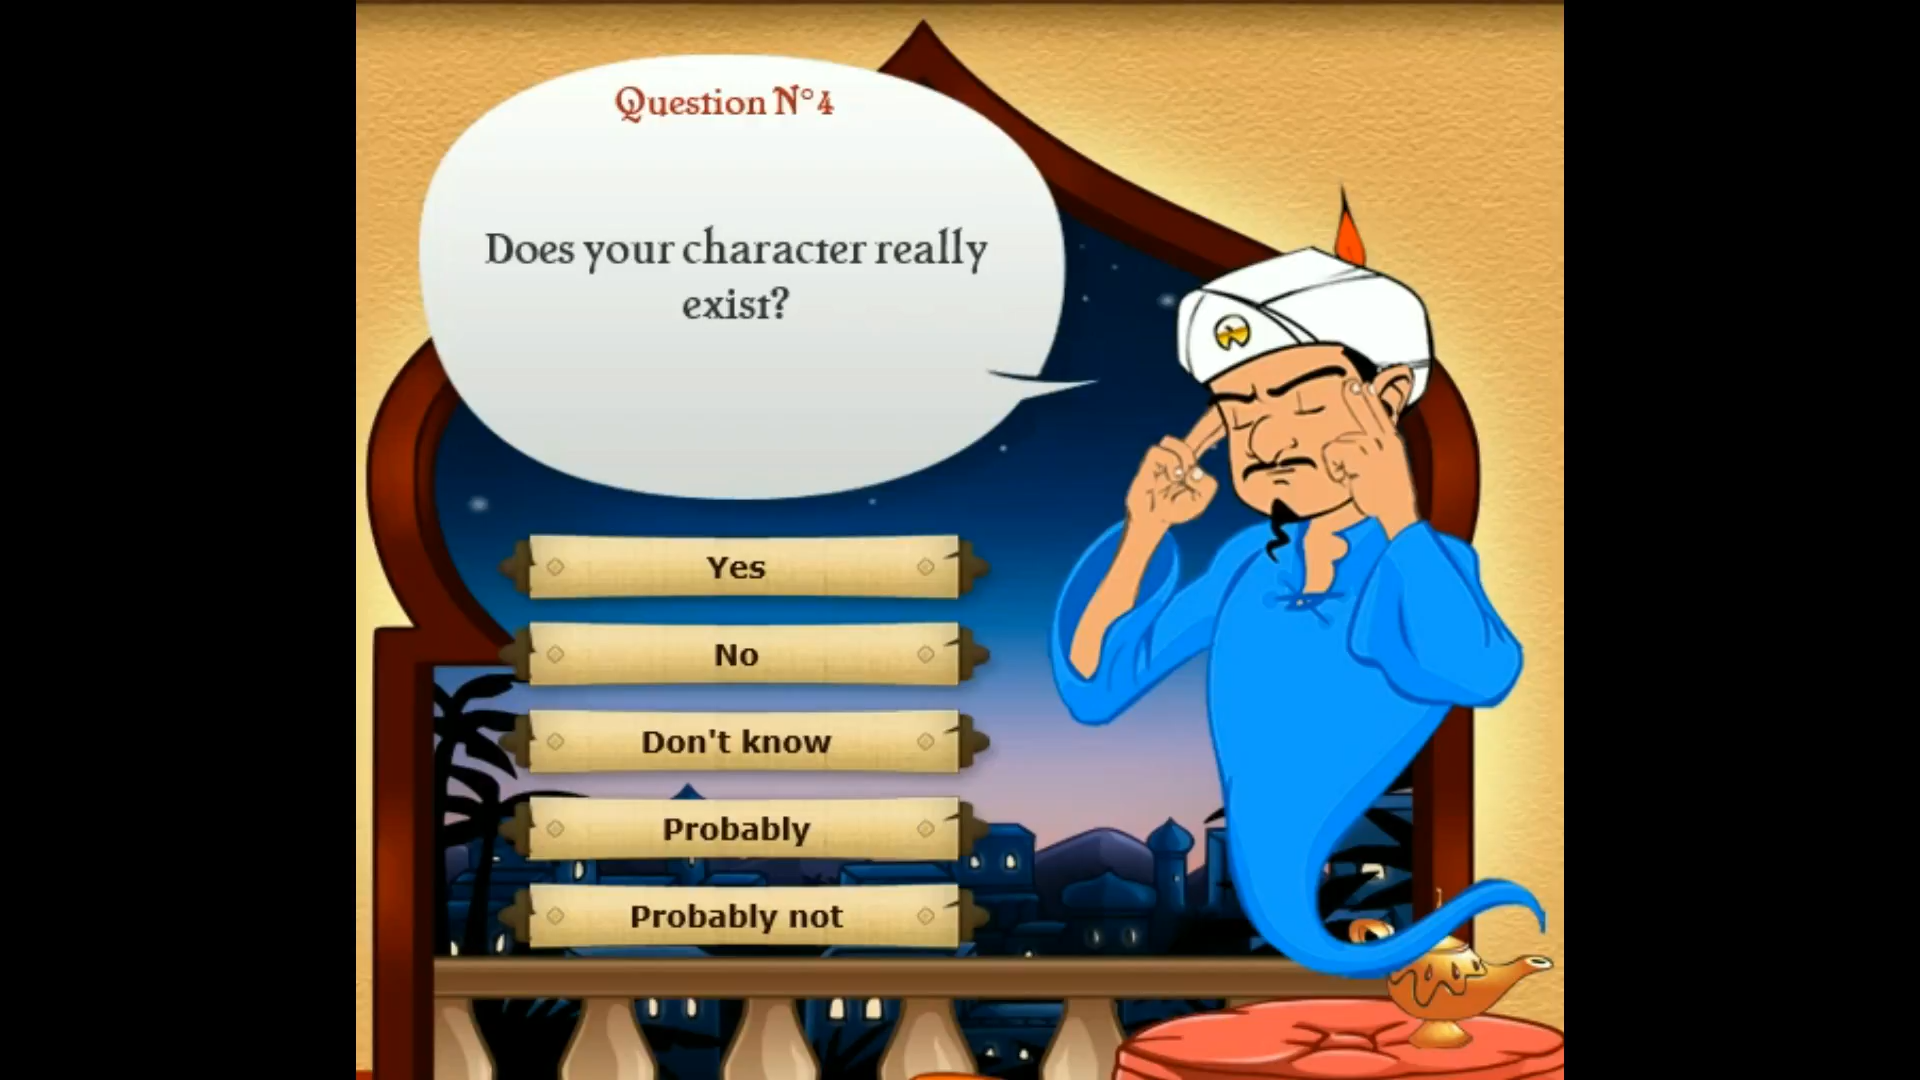 Question N°4
Does your character really
exist?
Yes
No
Don't know
Probably
Probably not